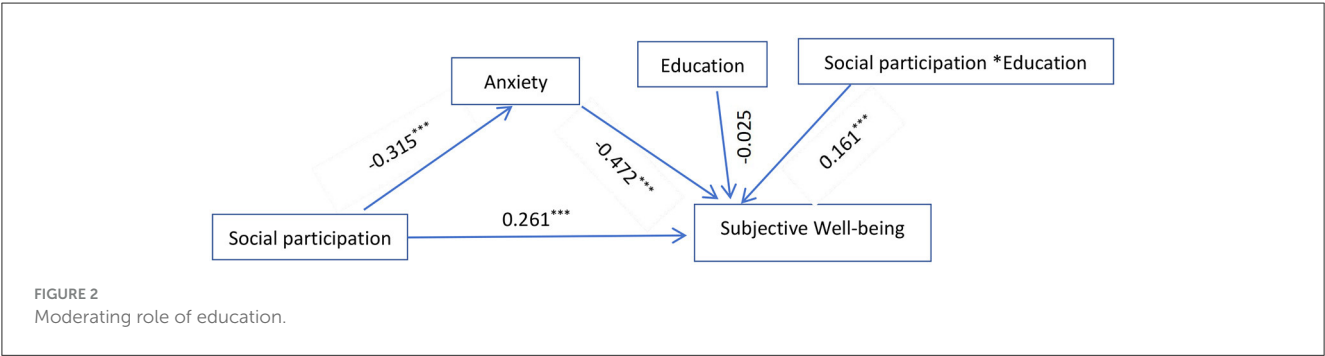 Education
Social participation *Education
Anxiety
-0.315***
-0.472***
-0.025
0.161***
Social participation
0.261***
Subjective Well-being
FIGURE 2
Moderating role of education.